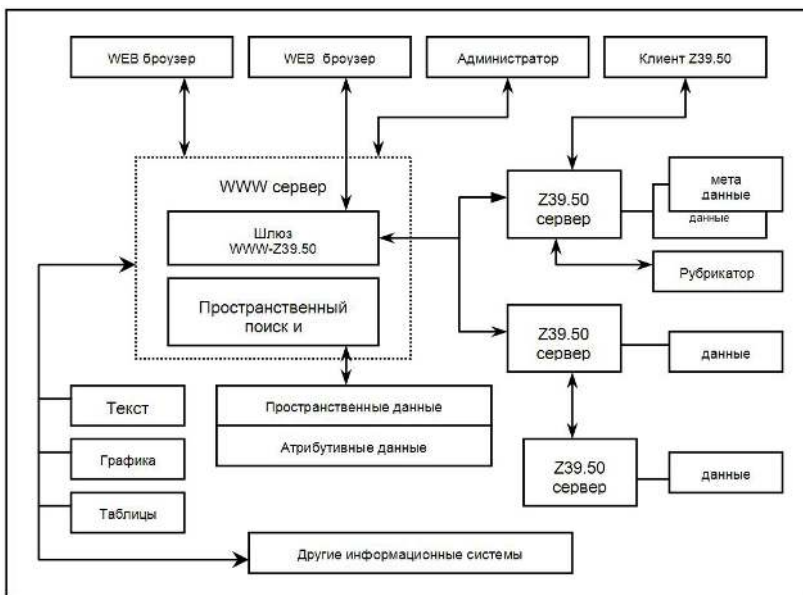 WEB броузер
WEB броузер
Администратор
Клиент Z39.50
WWW сервер
Шлюз
WWW-Z39.50
Пространственный
поиск и
Z39.50
сервер
мета
данные
данные
Рубрикатор
Z39.50
сервер
данные
Пространственные данные
Атрибутивные данные
Текст
Графика
Таблицы
Z39.50
сервер
данные
Другие информационные системы